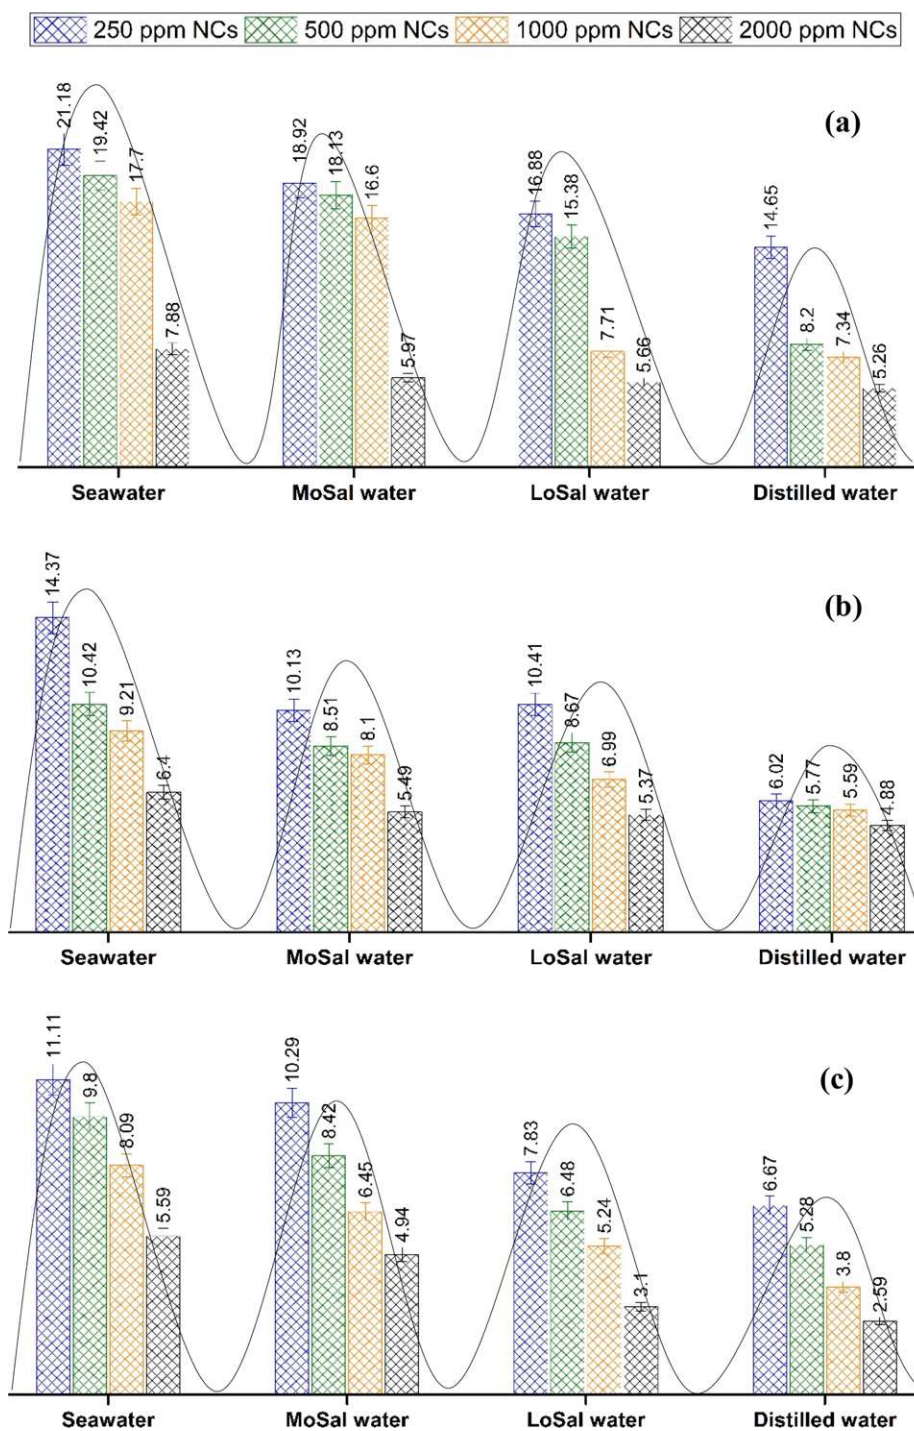 250 ppm NCs 500 ppm NCs 1000 ppm NCs 2000 ppm NCs
(a)
21.18 19.42 17.7 7.88 18.92 18.13 16.6 5.97 16.88 15.38 7.71 5.66 14.65 8.2 7.34 5.26
Seawater MoSal water LoSal water Distilled water
(b)
14.37 10.42 9.21 6.4 10.13 8.51 8.1 5.49 10.41 8.67 6.99 5.37 6.02 5.77 5.59 4.88
Seawater MoSal water LoSal water Distilled water
(c)
11.11 9.8 8.09 5.59 10.29 8.42 6.45 4.94 7.83 6.48 5.24 3.1 6.67 5.28 3.8 2.59
Seawater MoSal water LoSal water Distilled water